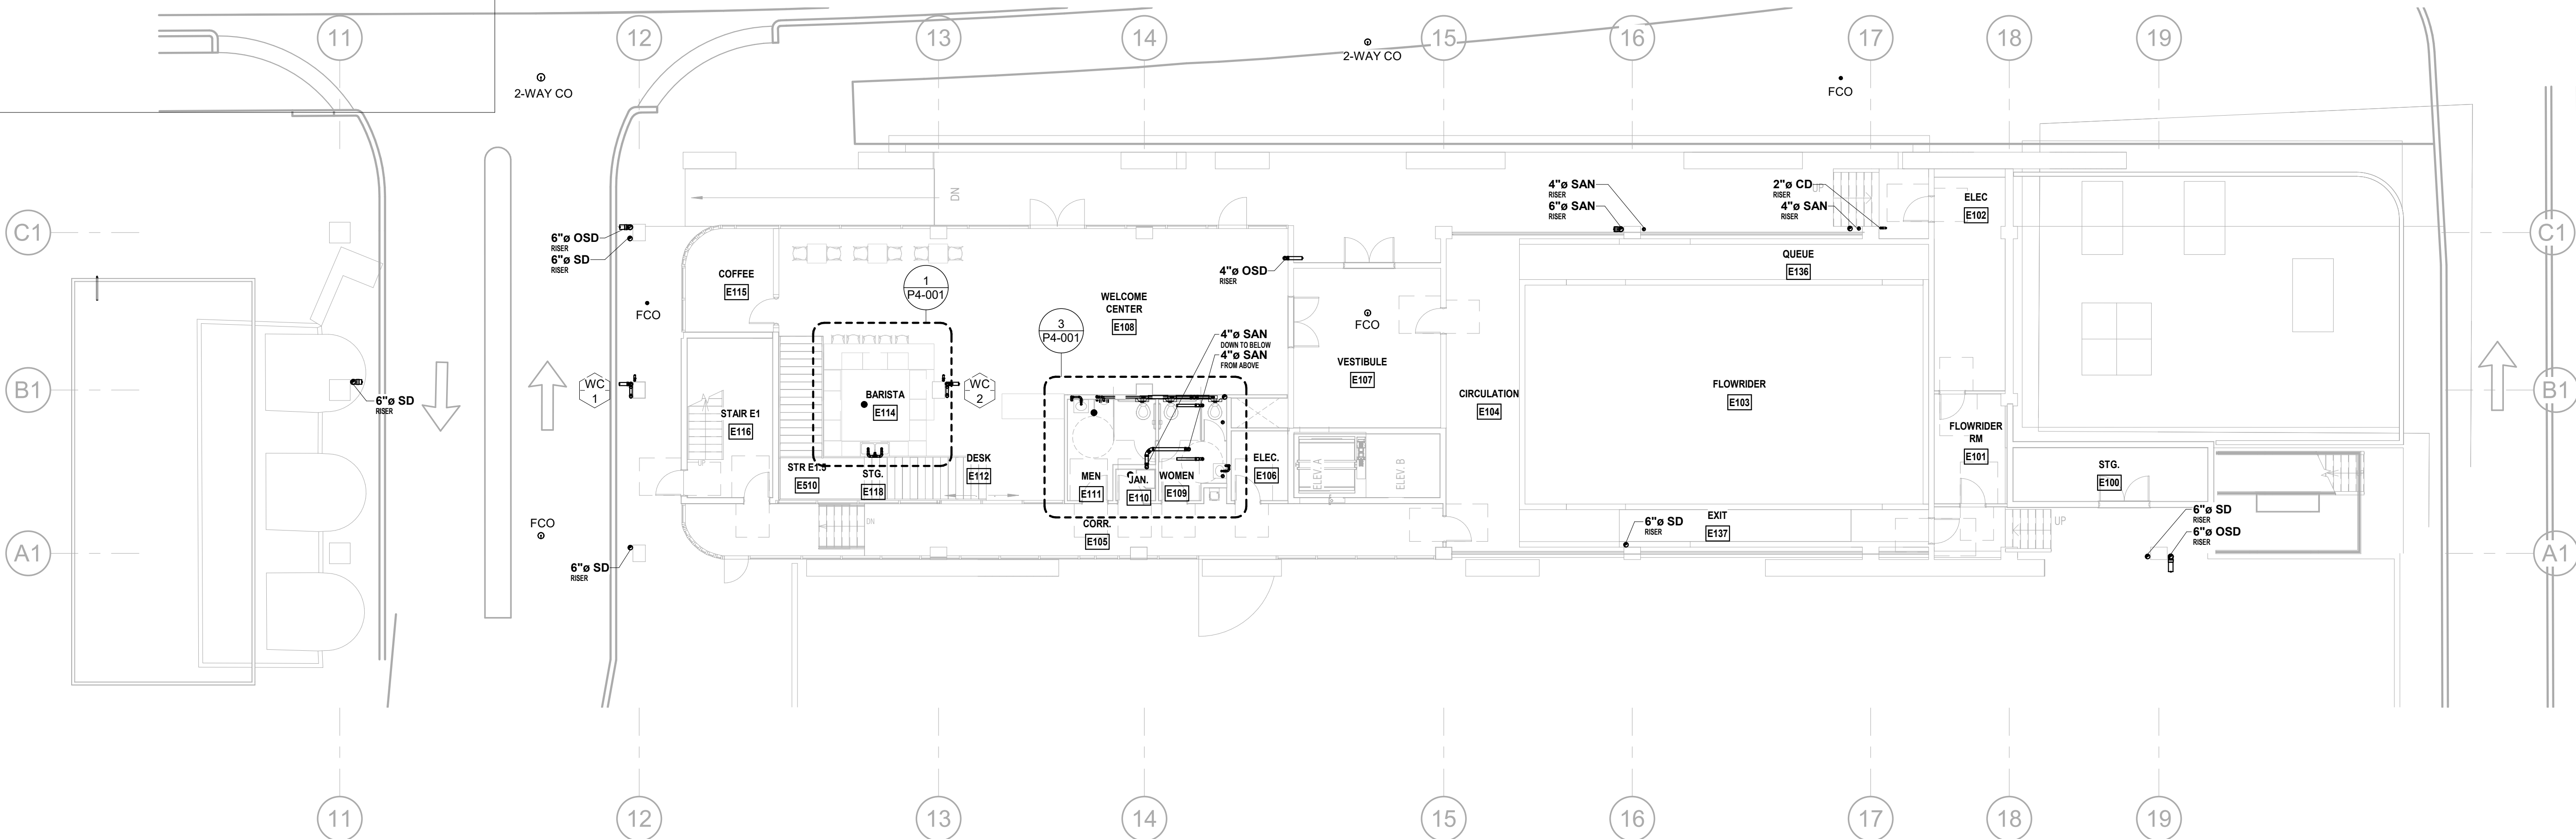 11
12
13
14
15
16
17
18
19
2-WAY CO
2-WAY CO
FCO
C1
C1
B1
B1
A1
A1
6"ø OSD
RISER
6"ø SD
RISER
FCO
COFFEE
E115
DN
1
P4-001
WELCOME
CENTER
E108
3
P4-001
4"ø OSD
RISER
4"ø SAN
DOWN TO BELOW
4"ø SAN
FROM ABOVE
FCO
VESTIBULE
E107
4"ø SAN
RISER
6"ø SAN
RISER
2"ø CD
RISER
4"ø SAN
RISER
UP
ELEC
E102
QUEUE
E136
6"ø SD
RISER
WC
1
WC
2
BARISTA
E114
STAIR E1
E116
STR E1.5
E510
STG.
E118
DESK
E112
MEN
E111
JAN.
E110
WOMEN
E109
ELEC.
E106
ELEV. A
ELEV. B
CIRCULATION
E104
FLOWRIDER
E103
FLOWRIDER
RM
E101
STG.
E100
FCO
6"ø SD
RISER
DN
CORR.
E105
6"ø SD
RISER
EXIT
E137
UP
6"ø SD
RISER
6"ø OSD
RISER
11
12
13
14
15
16
17
18
19